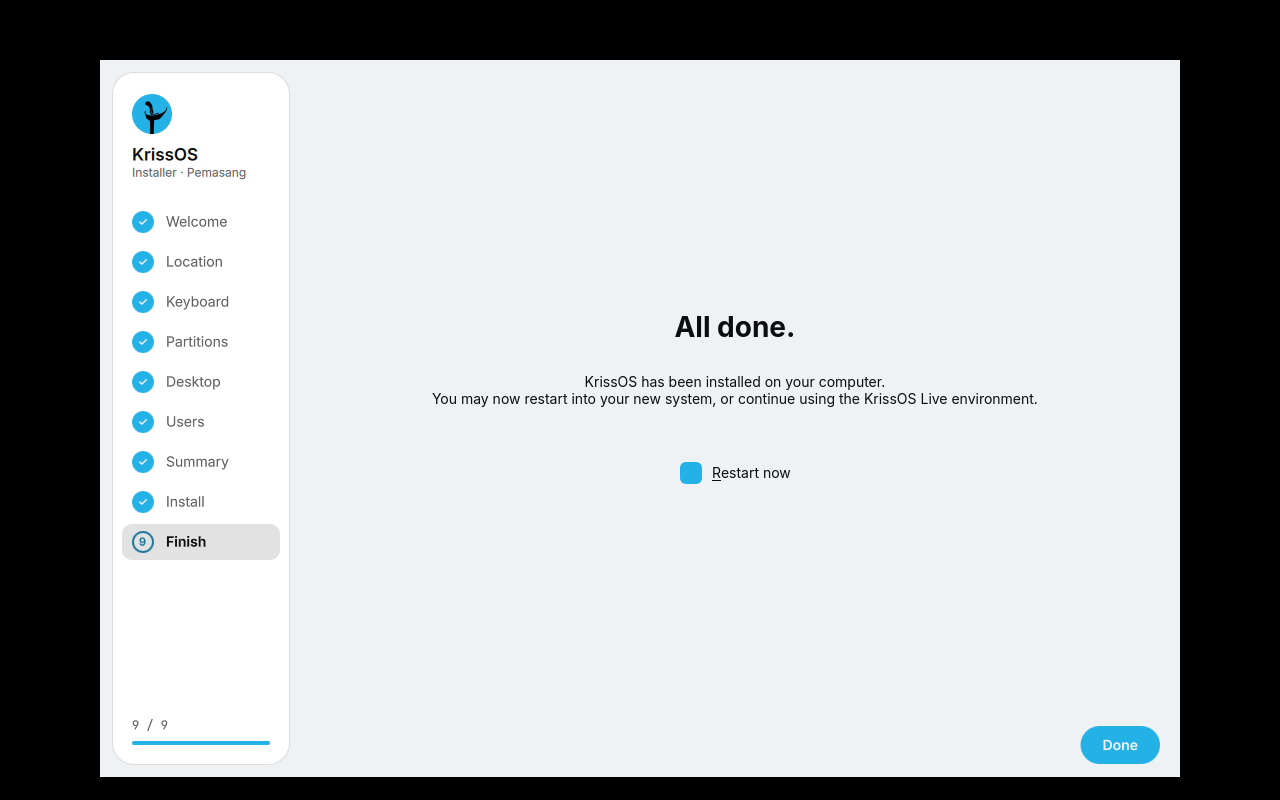 KrissOS
Installer · Pemasang
Welcome
Location
Keyboard
Partitions
Desktop
Users
Summary
Install
9 Finish
9 / 9
All done.
KrissOS has been installed on your computer.
You may now restart into your new system, or continue using the KrissOS Live environment.
Restart now
Done